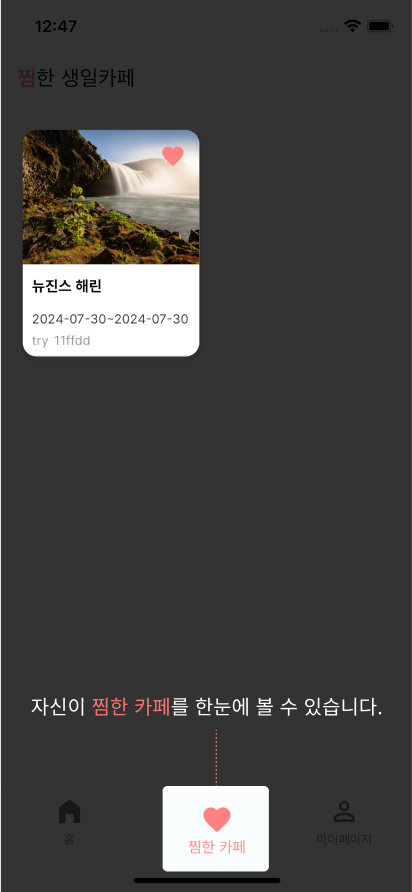 12:47
찜한 생일카페
뉴진스 해린
2024-07-30~2024-07-30
try 11ffdd
자신이 찜한 카페를 한눈에 볼 수 있습니다.
홈
찜한 카페
마이페이지